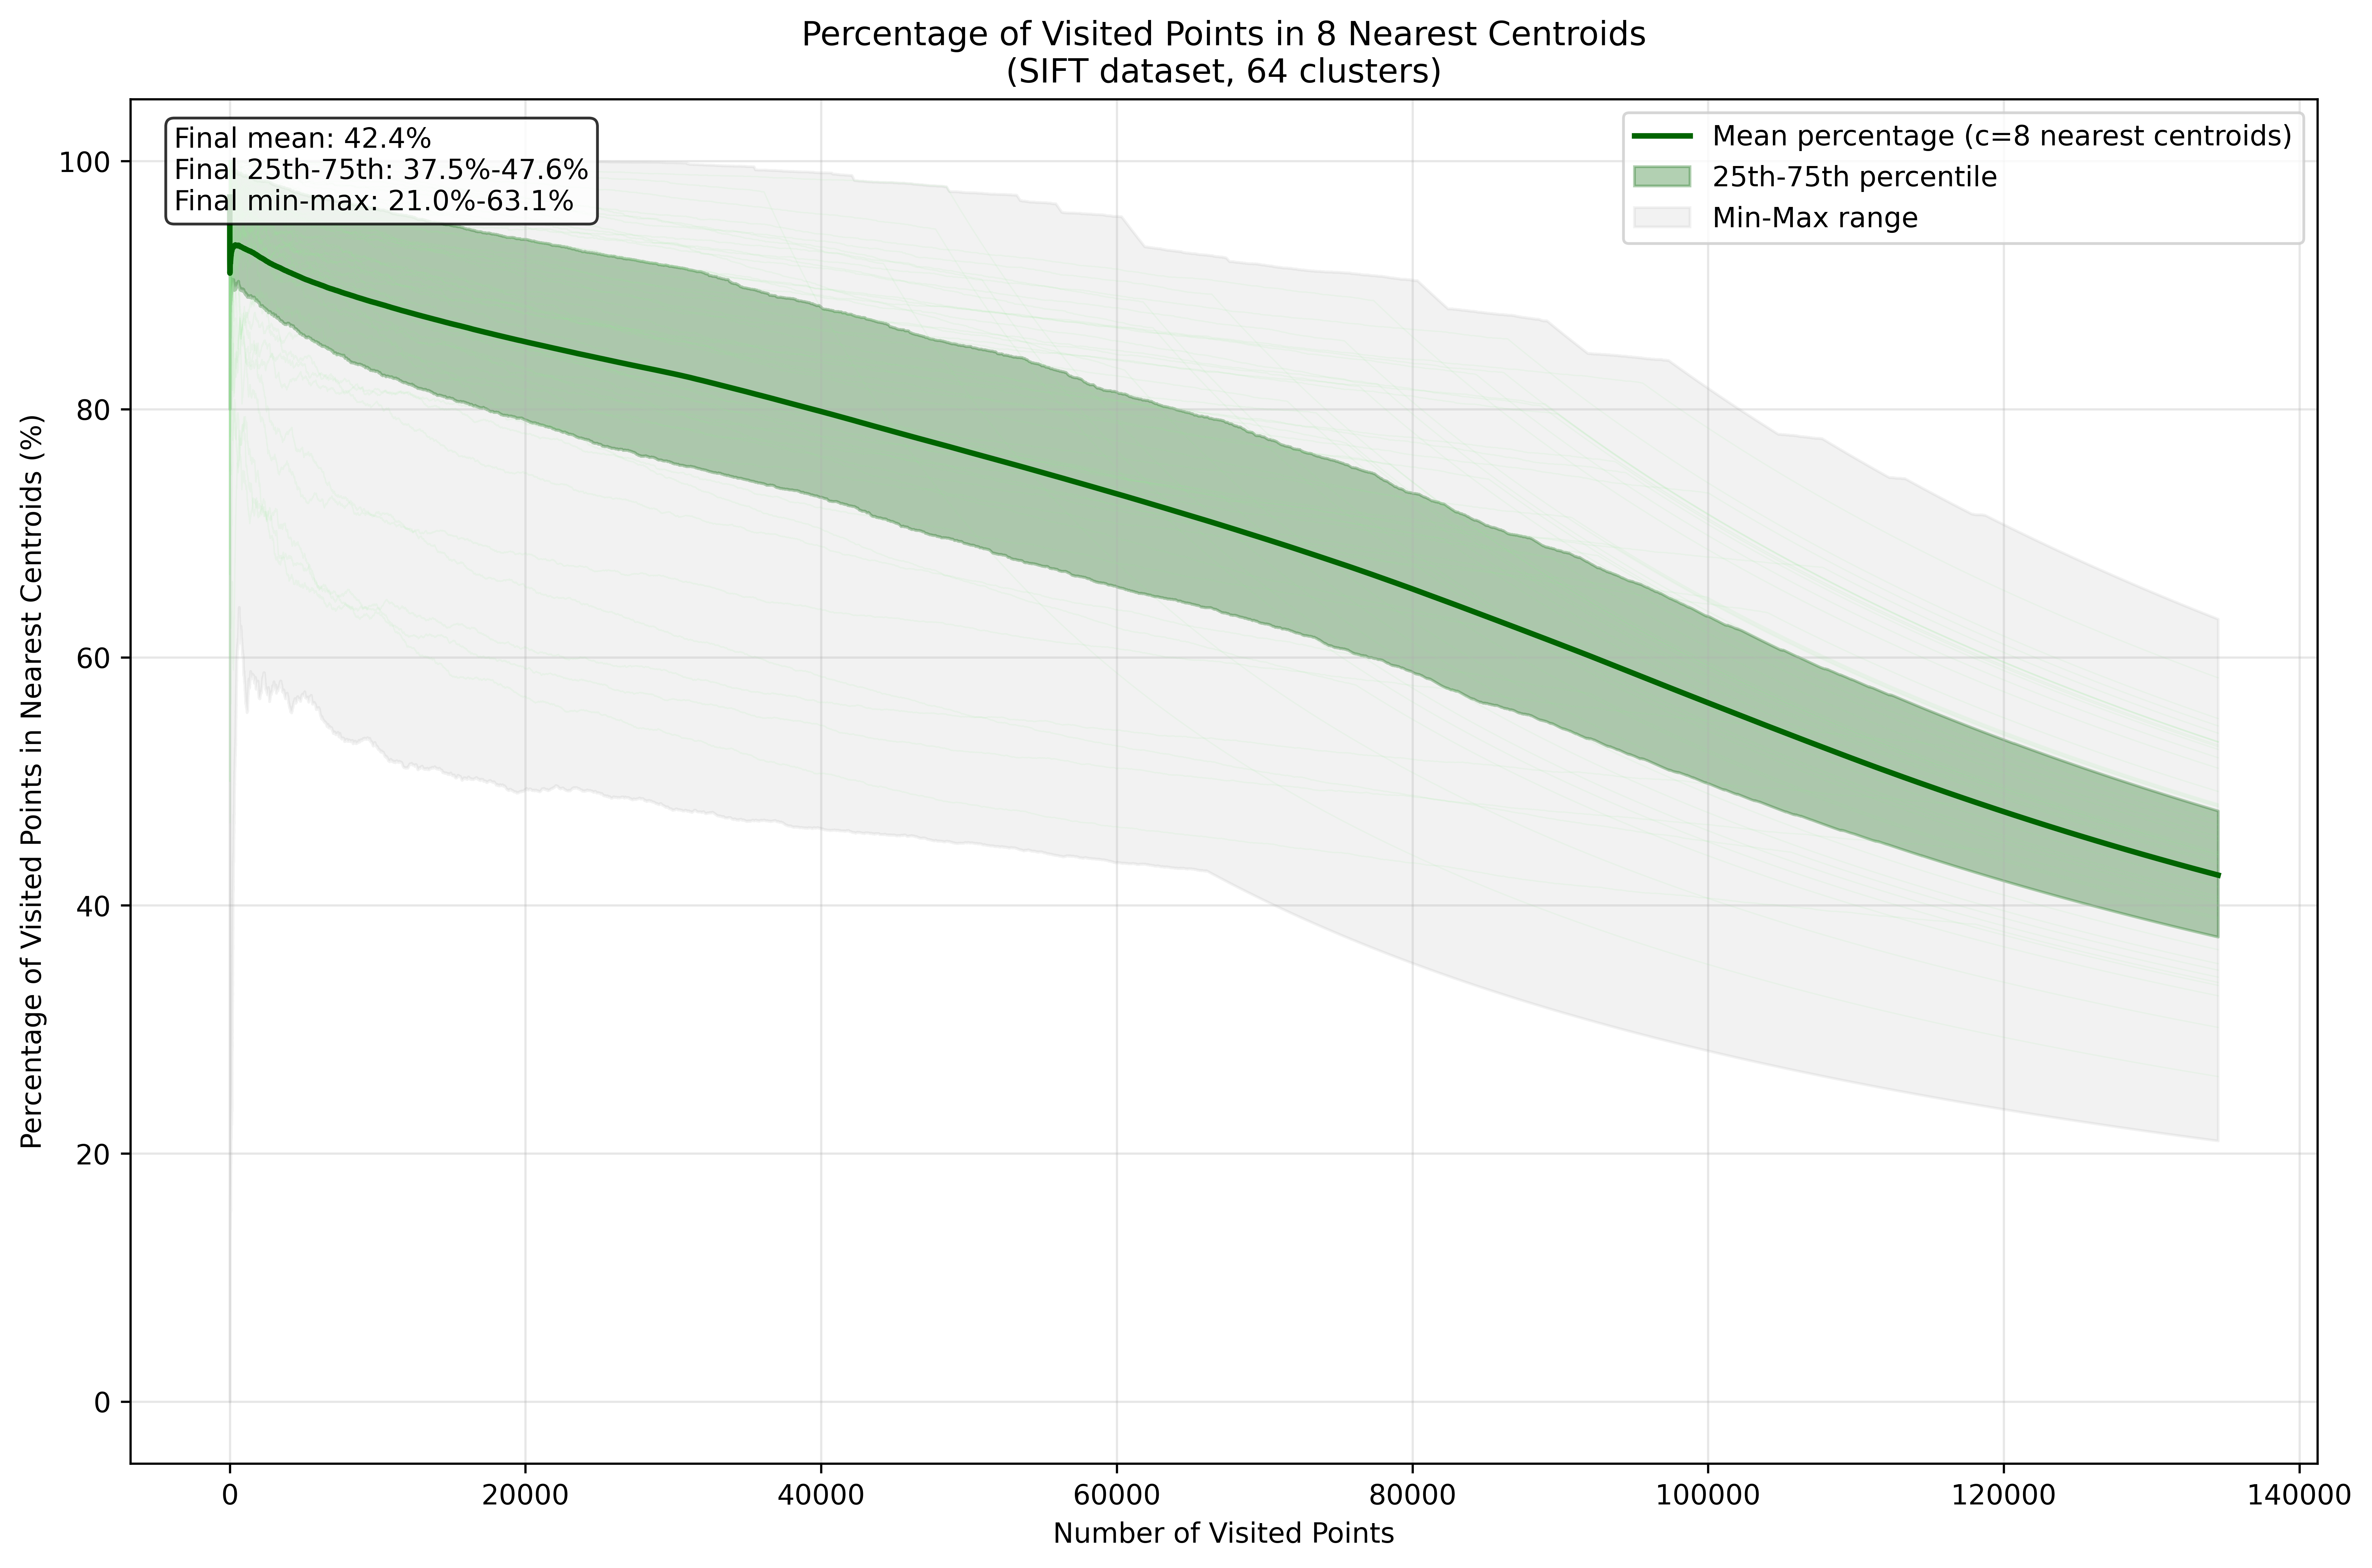 Percentage of Visited Points in 8 Nearest Centroids
(SIFT dataset, 64 clusters)
Final mean: 42.4%
Final 25th-75th: 37.5%-47.6%
Final min-max: 21.0%-63.1%
Mean percentage (c=8 nearest centroids)
25th-75th percentile
Min-Max range
Percentage of Visited Points in Nearest Centroids (%)
100
80
60
40
20
0
0
20000
40000
60000
80000
100000
120000
140000
Number of Visited Points